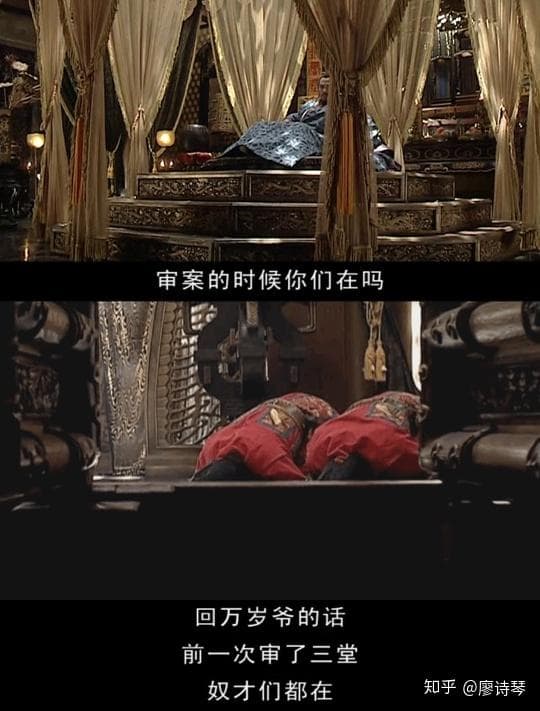 审案的时候你们在吗
回万岁爷的话
前一次审了三堂
奴才们都在
知乎 @廖诗琴